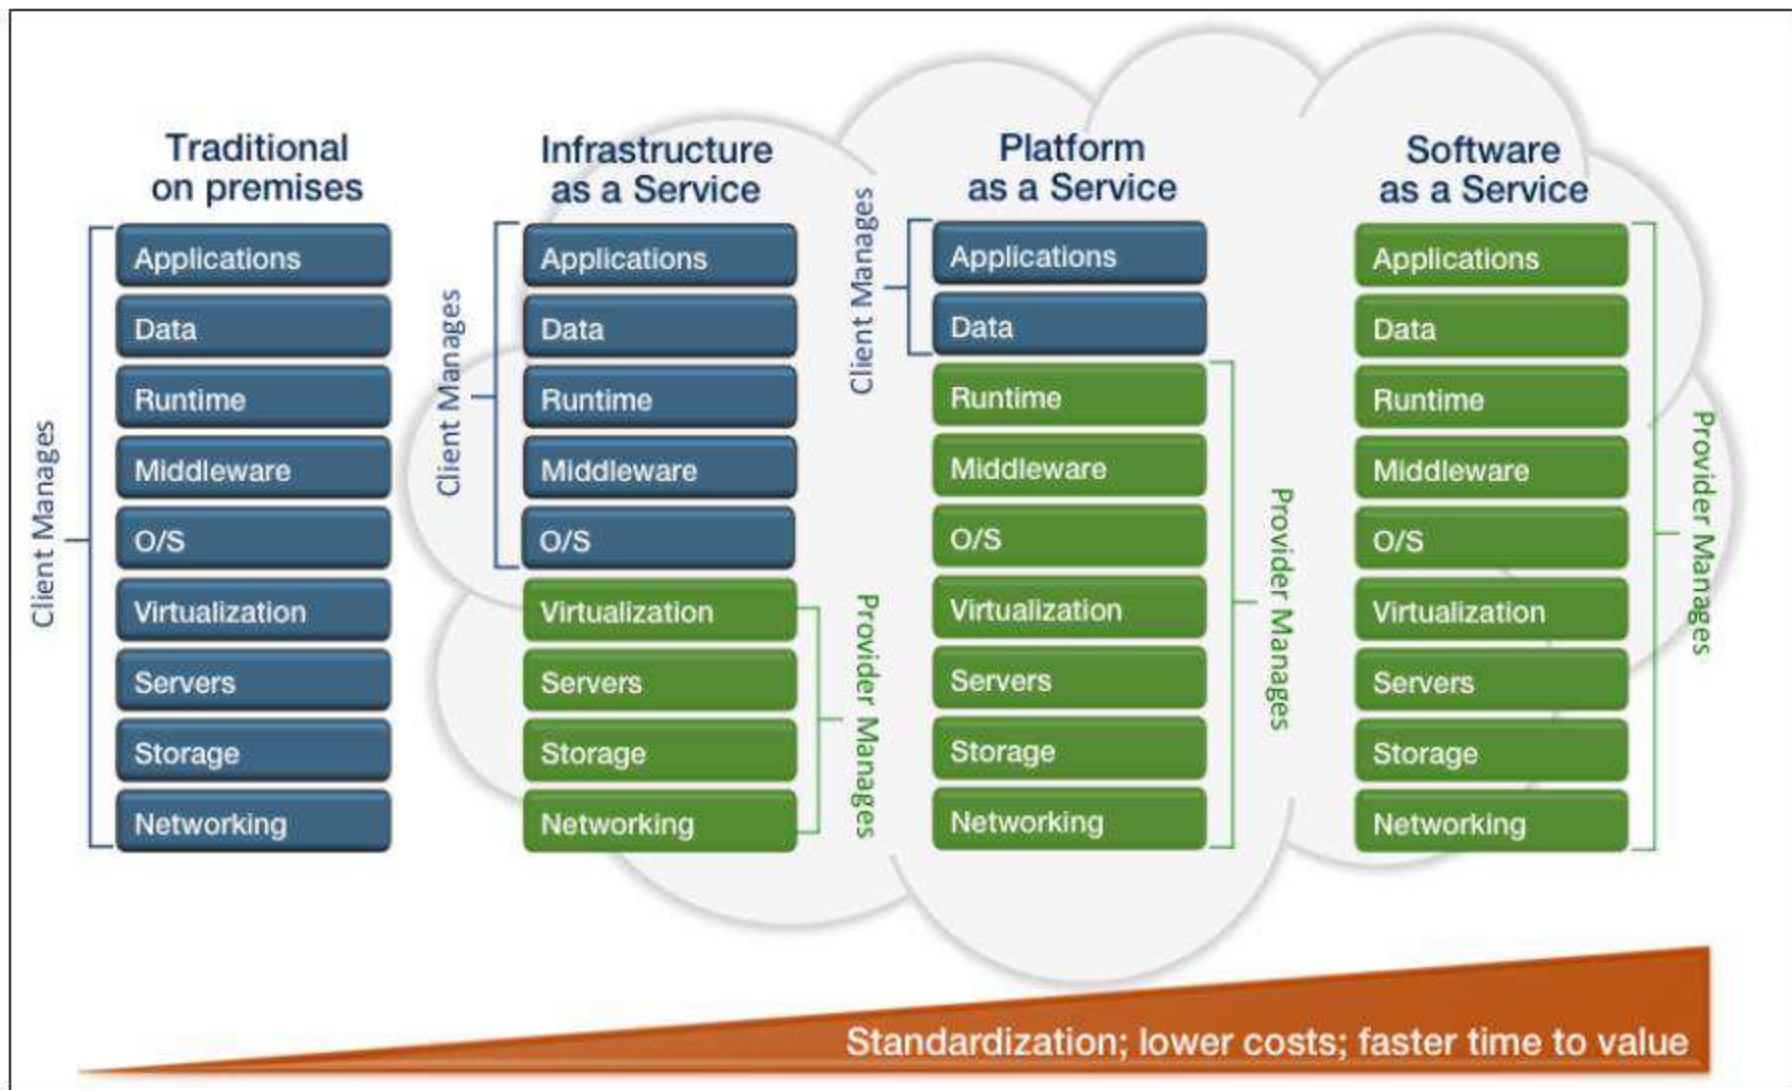 Traditional
on premises
Client Manages
Applications
Data
Runtime
Middleware
O/S
Virtualization
Servers
Storage
Networking
Infrastructure
as a Service
Client Manages
Applications
Data
Runtime
Middleware
O/S
Virtualization
Servers
Storage
Networking
Provider Manages
Platform
as a Service
Client Manages
Applications
Data
Runtime
Middleware
O/S
Virtualization
Servers
Storage
Networking
Provider Manages
Software
as a Service
Applications
Data
Runtime
Middleware
O/S
Virtualization
Servers
Storage
Networking
Provider Manages
Standardization; lower costs; faster time to value